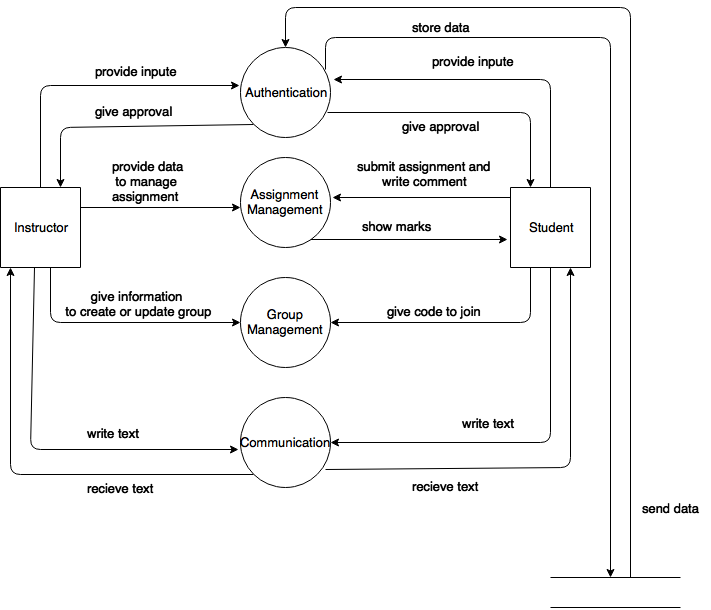 store data
provide inpute
provide inpute
Authentication
give approval
give approval
provide data
to manage
assignment
submit assignment and
write comment
Assignment
Management
Instructor
Student
show marks
give information
to create or update group
Group
Management
give code to join
write text
write text
Communication
recieve text
recieve text
send data